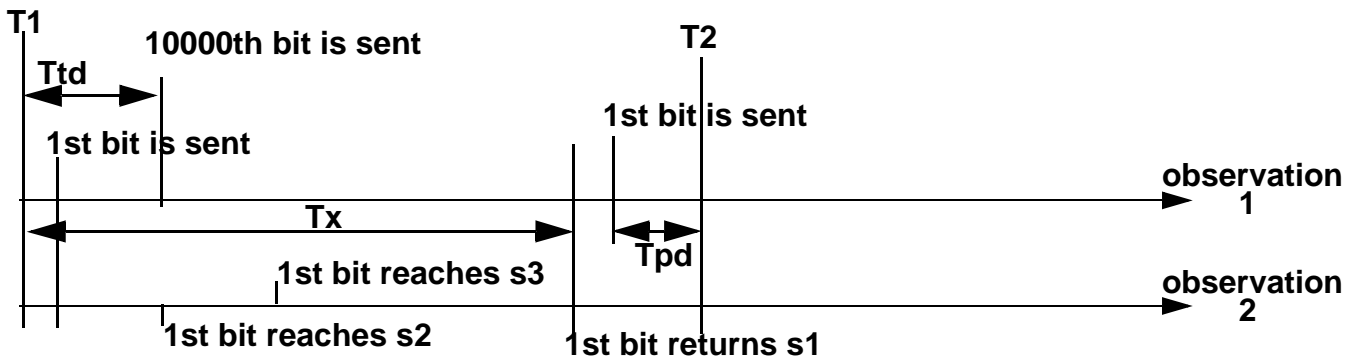 T1
10000th bit is sent
T2
Ttd
1st bit is sent
1st bit is sent
observation
1
Tx
Tpd
1st bit reaches s3
observation
2
1st bit reaches s2
1st bit returns s1